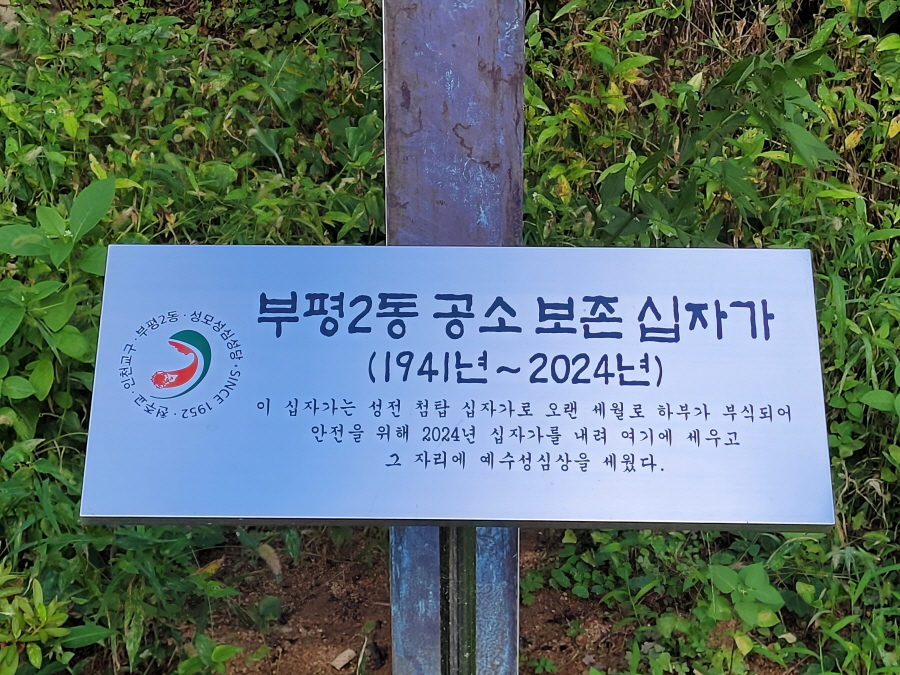 부평2동 공소 보존 십자가
(1941년~2024년)
천주교·인천교구·부평2동·성모성심성당·SINCE 1952·
이 십자가는 성전 첨탑 십자가로 오랜 세월로 하부가 부식되어
안전을 위해 2024년 십자가를 내려 여기에 세우고
그 자리에 예수성심상을 세웠다.